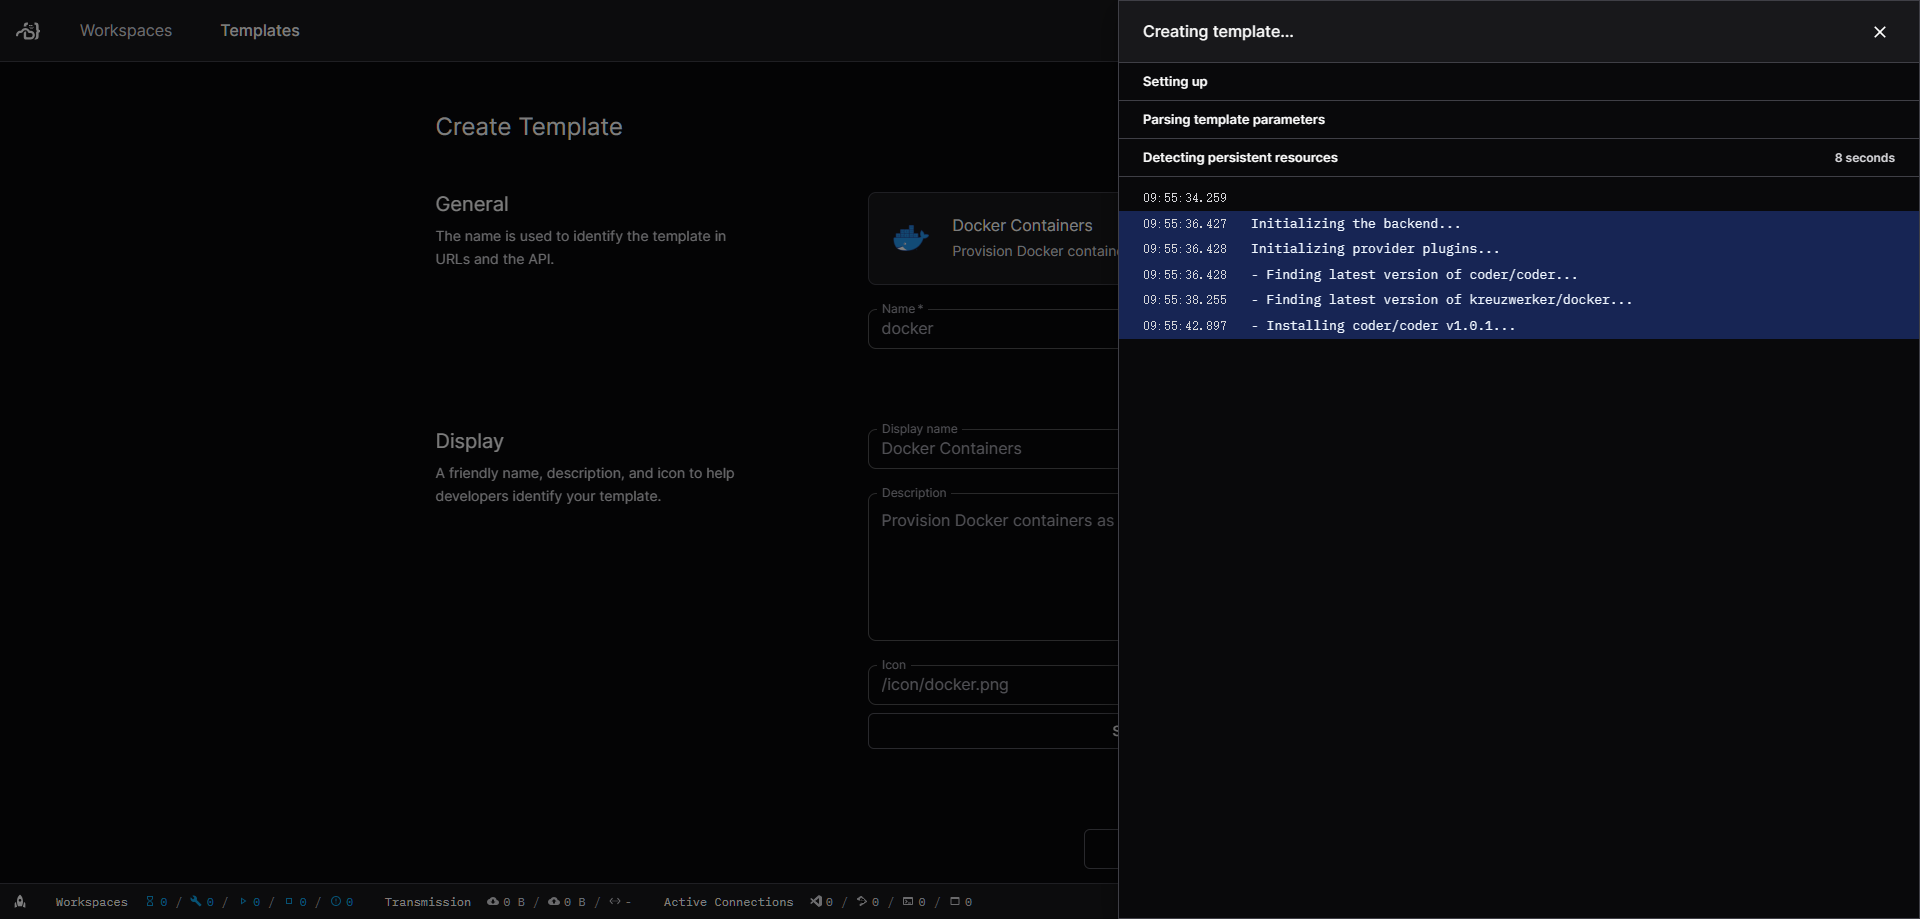 Workspaces
Templates
Creating template...
Setting up
Parsing template parameters
Detecting persistent resources
8 seconds
09:55:34.259
09:55:36.427 Initializing the backend...
09:55:36.428 Initializing provider plugins...
09:55:36.428 - Finding latest version of coder/coder...
09:55:38.255 - Finding latest version of kreuzwerker/docker...
09:55:42.897 - Installing coder/coder v1.0.1...
Create Template
General
The name is used to identify the template in
URLs and the API.
Docker Containers
Provision Docker
Name *
docker
Display
A friendly name, description, and icon to help
developers identify your template.
Display name
Docker Containers
Description
Provision Docker containers as
Icon
/icon/docker.png
Workspaces 0 / 0 / 0 / 0 / 0
Transmission 0 B / 0 B / -
Active Connections 0 / 0 / 0 / 0